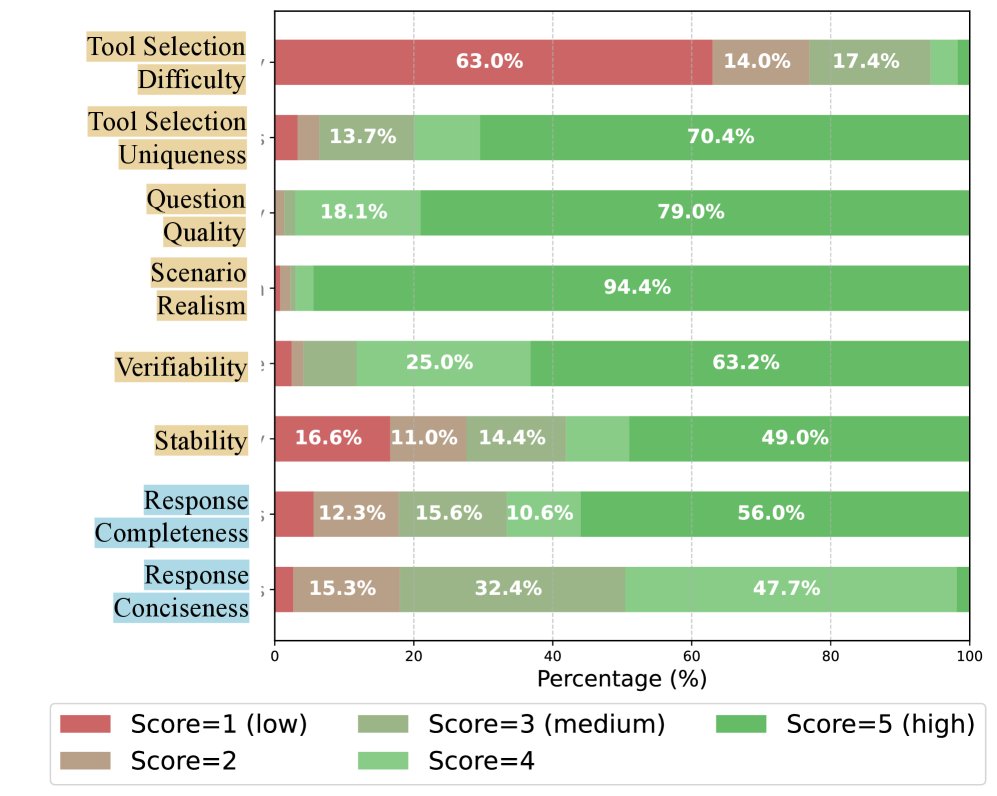 Tool Selection
Difficulty
63.0% 14.0% 17.4%
Tool Selection
Uniqueness
13.7% 70.4%
Question
Quality
18.1% 79.0%
Scenario
Realism
94.4%
Verifiability
25.0% 63.2%
Stability
16.6% 11.0% 14.4% 49.0%
Response
Completeness
12.3% 15.6% 10.6% 56.0%
Response
Conciseness
15.3% 32.4% 47.7%
0 20 40 60 80 100
Percentage (%)
Score=1 (low) Score=3 (medium) Score=5 (high)
Score=2 Score=4